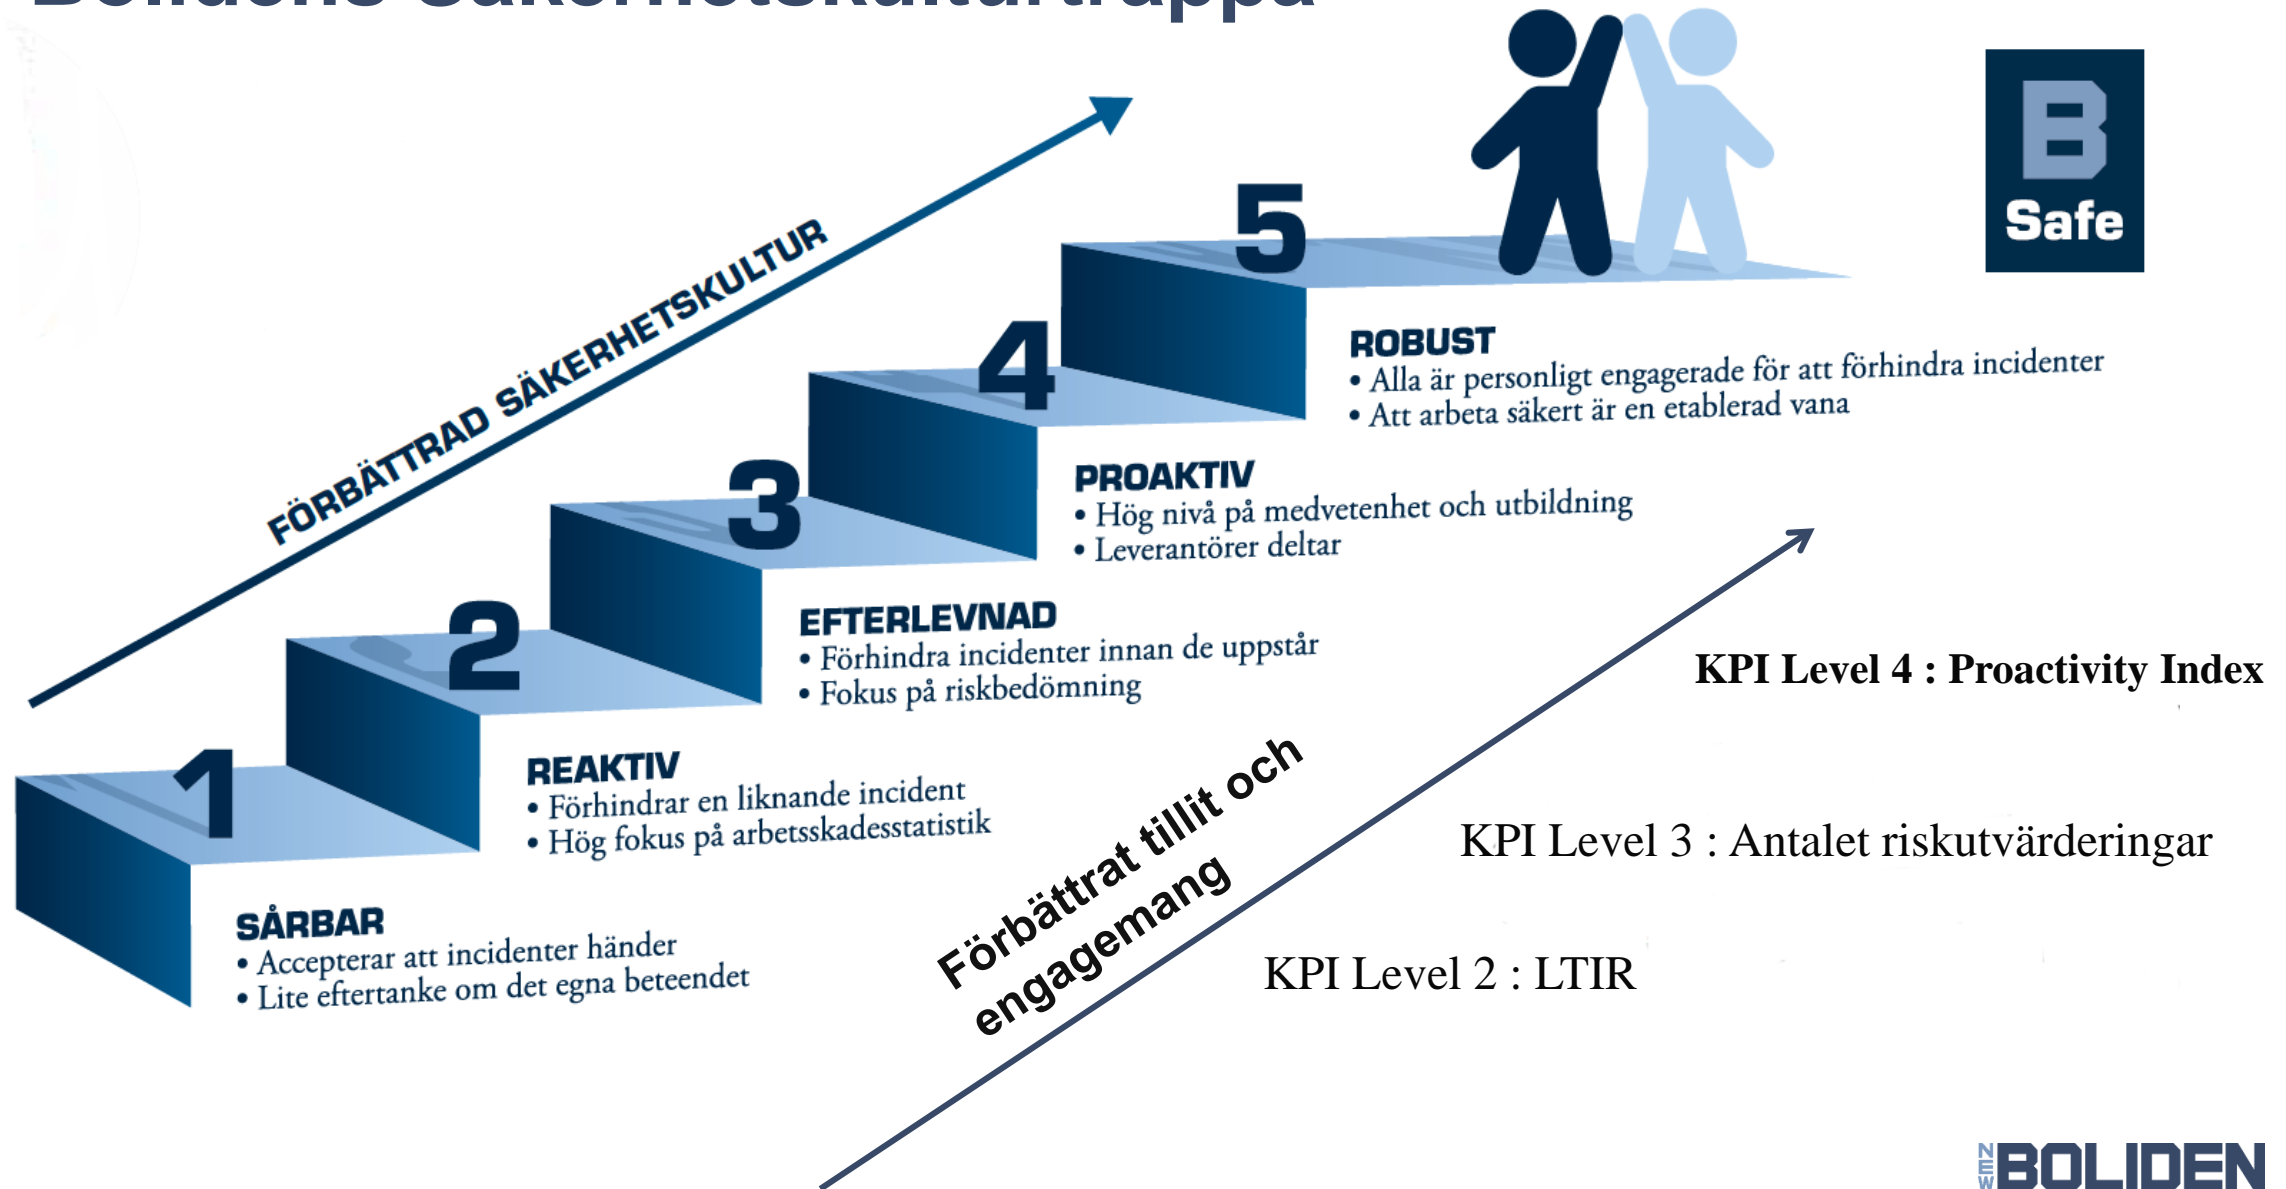 Bolidens Säkerhetskulturtrappa
B
Safe
FÖRBÄTTRAD SÄKERHETSKULTUR
5
ROBUST
• Alla är personligt engagerade för att förhindra incidenter
• Att arbeta säkert är en etablerad vana
4
PROAKTIV
• Hög nivå på medvetenhet och utbildning
• Leverantörer deltar
3
EFTERLEVNAD
• Förhindra incidenter innan de uppstår
• Fokus på riskbedömning
2
REAKTIV
• Förhindrar en liknande incident
• Hög fokus på arbetsskadesstatistik
1
SÅRBAR
• Accepterar att incidenter händer
• Lite eftertanke om det egna beteendet
Förbättrat tillit och
engagemang
KPI Level 4 : Proactivity Index
KPI Level 3 : Antalet riskutvärderingar
KPI Level 2 : LTIR
NEW BOLIDEN